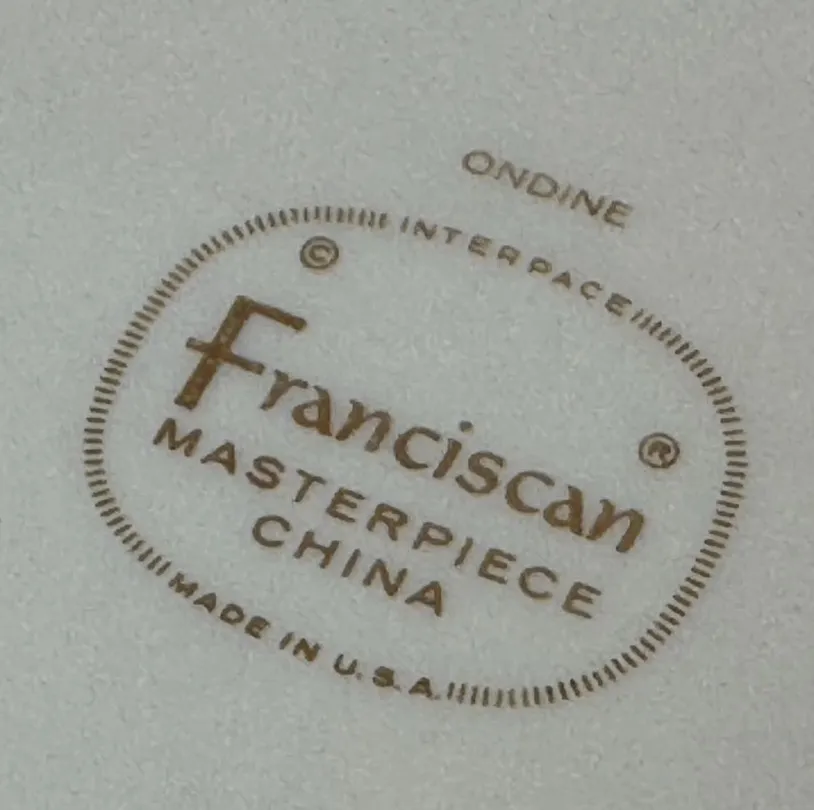 ONDINE
INTERPACE
©
Franciscan ®
MASTERPIECE
CHINA
MADE IN U.S.A.